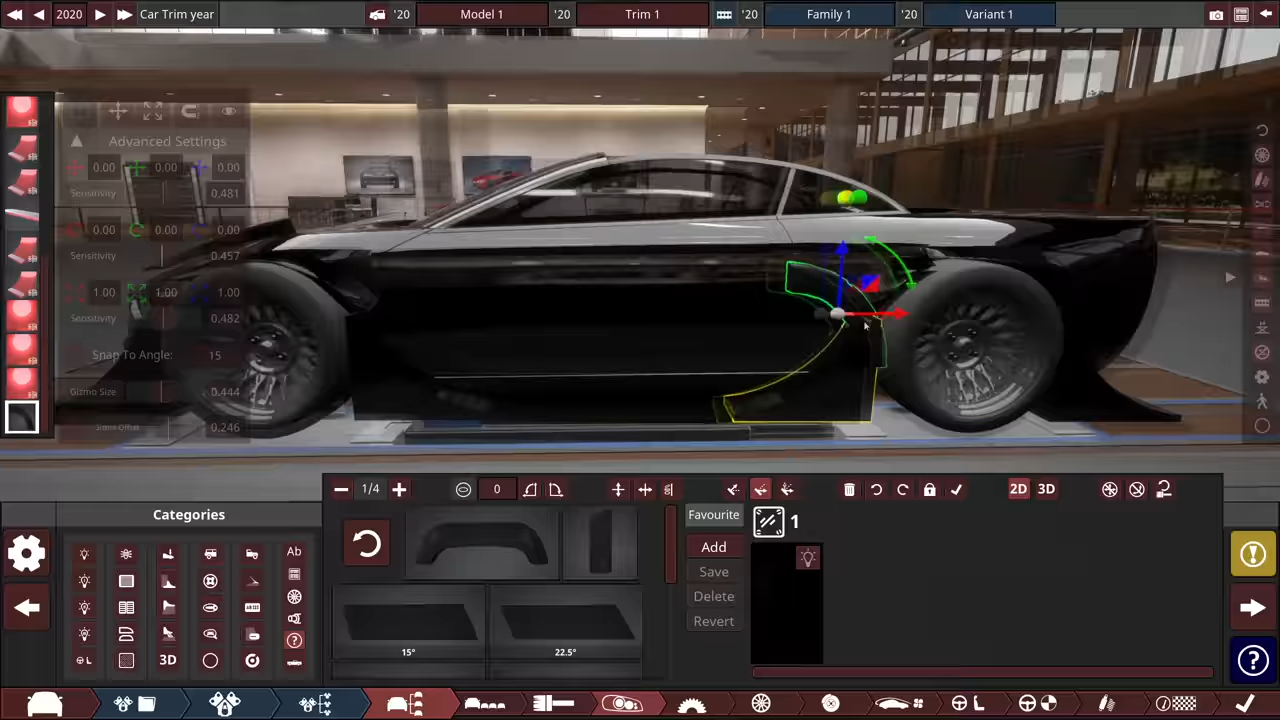 2020 Car Trim year '20 Model 1 '20 Trim 1 '20 Family 1 '20 Variant 1
Advanced Settings
0.00 0.00 0.00
Sensitivity 0.481
0.00 0.00 0.00
Sensitivity 0.457
1.00 1.00 1.00
Sensitivity 0.482
Snap To Angle: 15
Gizmo Size 0.444
0.246
1/4 0 2D 3D
Categories
Favourite
1
Add
Save
Delete
Revert
Ab
L 3D
15° 22.5°
?
L